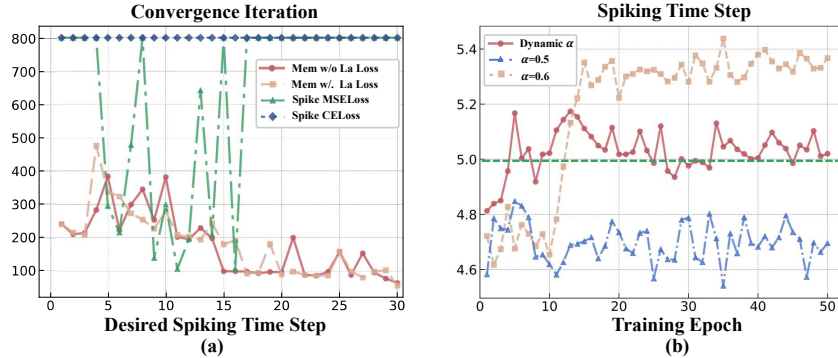 Convergence Iteration
800
700
600
500
400
300
200
100
Mem w/o La Loss
Mem w/. La Loss
Spike MSELoss
Spike CELoss
0
5
10
15
20
25
30
Desired Spiking Time Step
(a)
Spiking Time Step
5.4
5.2
5.0
4.8
4.6
Dynamic α
α=0.5
α=0.6
0
10
20
30
40
50
Training Epoch
(b)